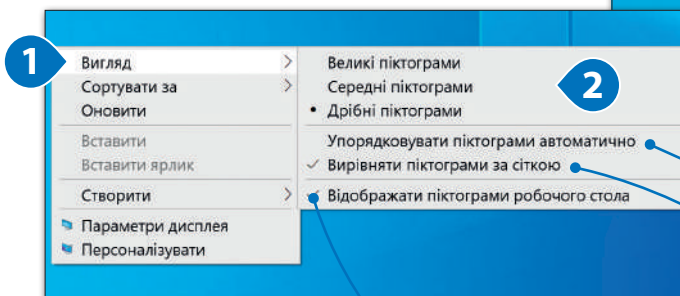 1
Вигляд
Сортувати за
Оновити
Вставити
Вставити ярлик
Створити
Параметри дисплея
Персоналізувати
2
Великі піктограми
Середні піктограми
• Дрібні піктограми
Упорядковувати піктограми автоматично
✓ Вирівняти піктограми за сіткою
✓ Відображати піктограми робочого стола